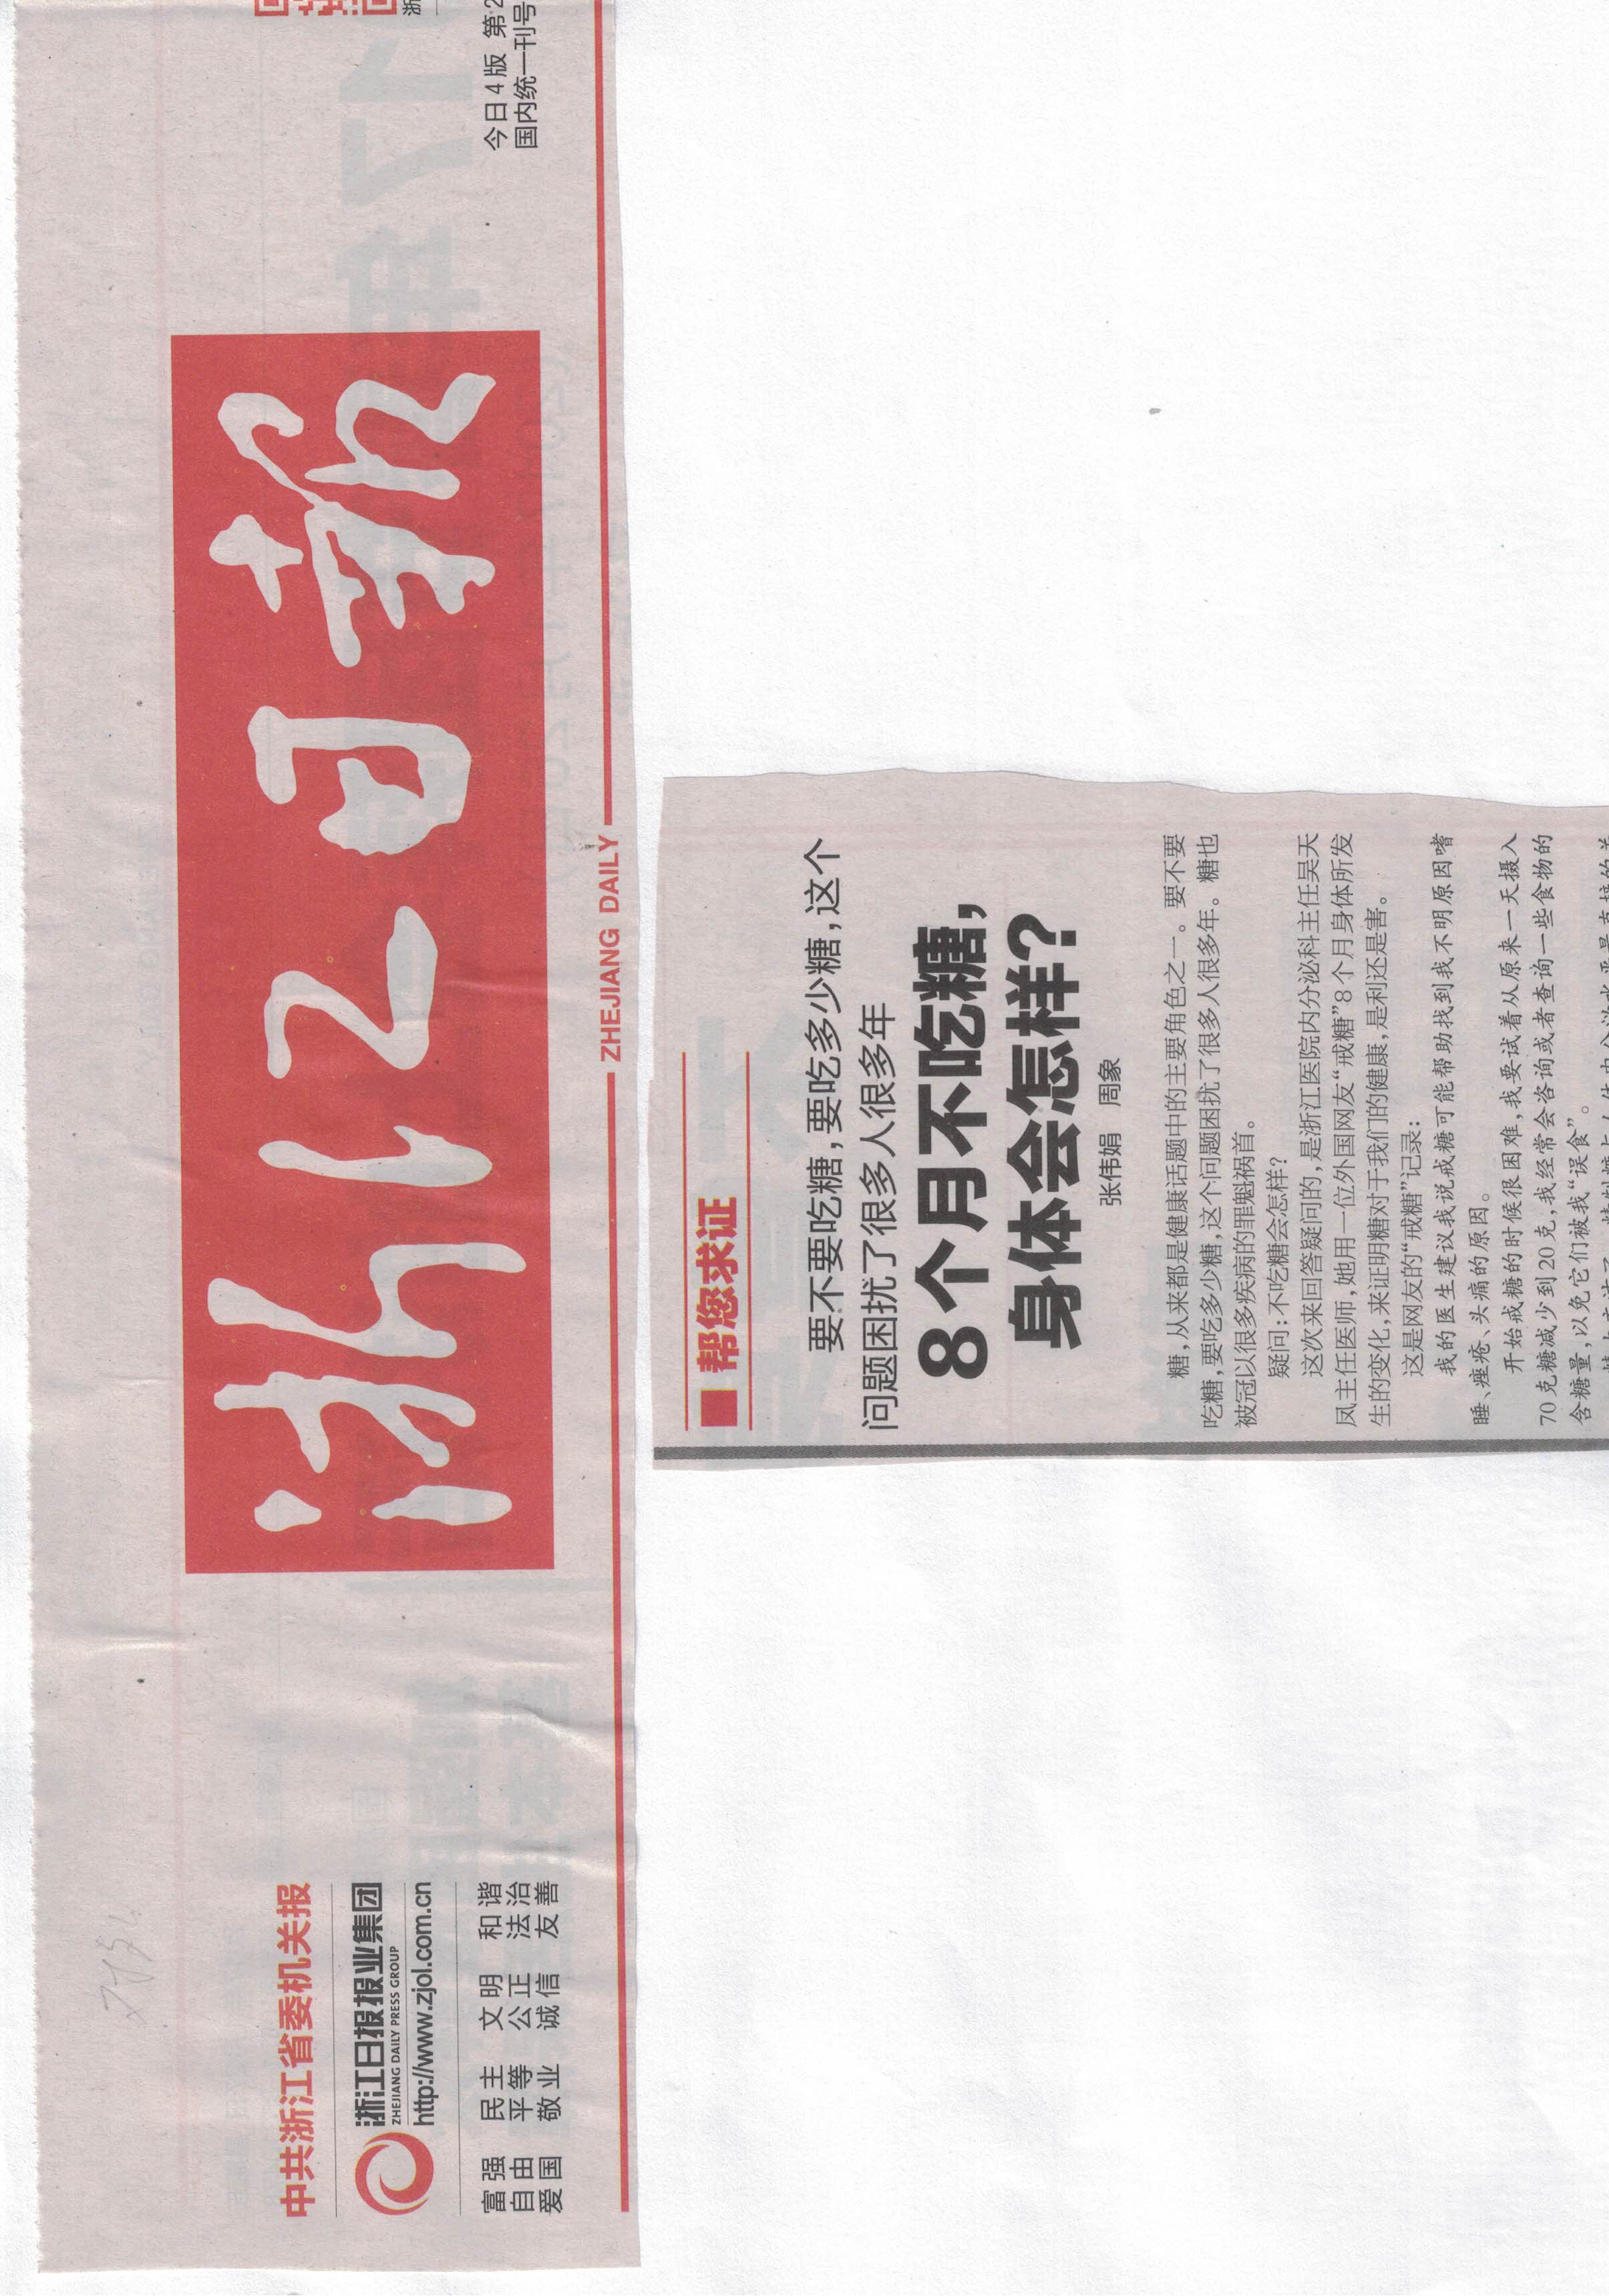 中共浙江省委机关报
浙江日报报业集团
ZHEJIANG DAILY PRESS GROUP
http://www.zjol.com.cn
富强 民主 文明 和谐
自由 平等 公正 法治
爱国 敬业 诚信 友善
浙江日报
ZHEJIANG DAILY
浙
今日4版 第2
国内统一刊号
■ 帮您求证
要不要吃糖，要吃多少糖，这个
问题困扰了很多人很多年
8个月不吃糖，
身体会怎样？
张伟娟 周象
糖，从来都是健康话题中的主要角色之一。要不要
吃糖，要吃多少糖，这个问题困扰了很多人很多年。糖也
被冠以很多疾病的罪魁祸首。
疑问：不吃糖会怎样？
这次来回答疑问的，是浙江医院内分泌科主任吴天
凤主任医师，她用一位外国网友“戒糖”8个月身体所发
生的变化，来证明糖对于我们的健康，是利还是害。
这是网友的“戒糖”记录：
我的医生建议我说戒糖可能帮助找到我不明原因嗜
睡、痤疮、头痛的原因。
开始戒糖的时候很困难，我要试着从原来一天摄入
70克糖减少到20克，我经常会咨询或者查询一些食物的
含糖量，以免它们被我“误食”。